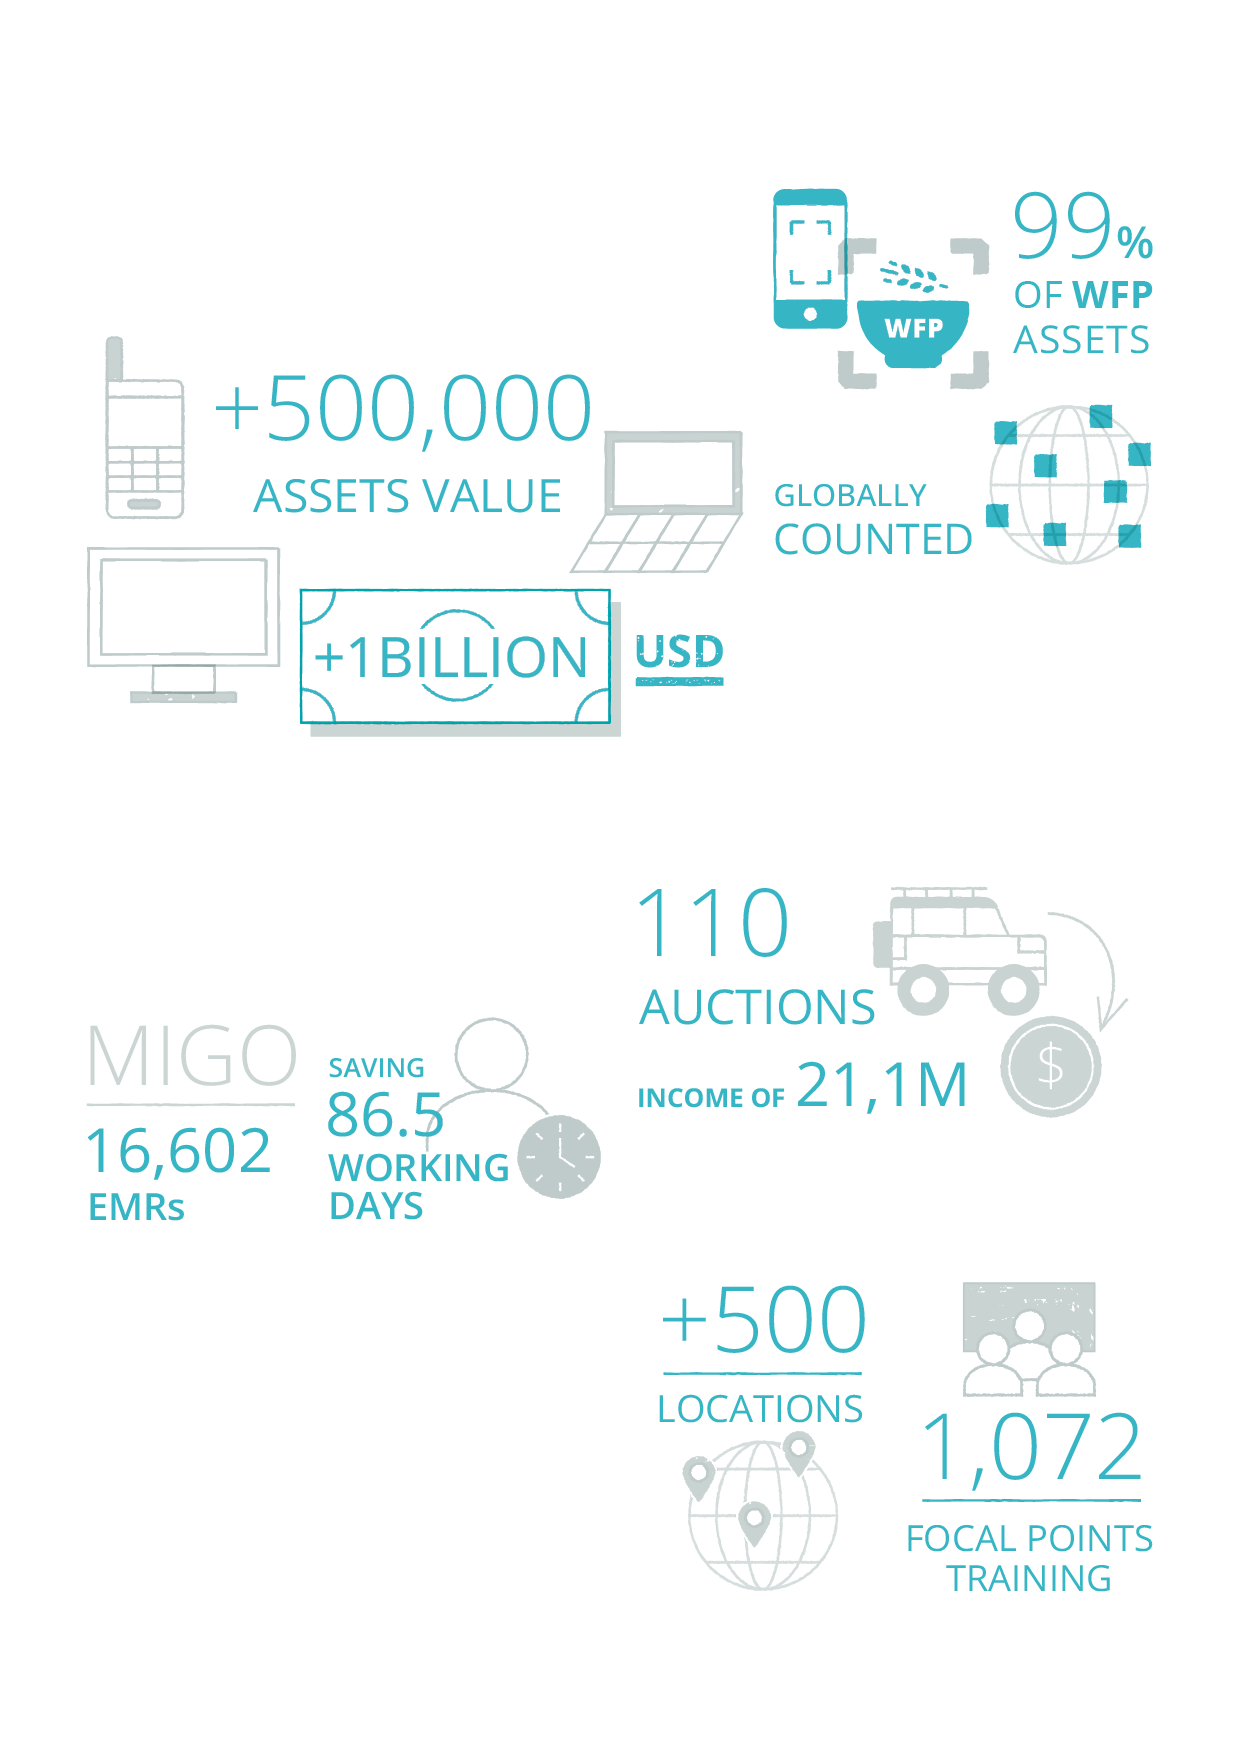 99%
OF WFP
ASSETS
WFP
GLOBALLY
COUNTED
+500,000
ASSETS VALUE
+1BILLION
USD
110
AUCTIONS
INCOME OF 21,1M
$
MIGO
16,602
EMRs
SAVING
86.5
WORKING
DAYS
+500
LOCATIONS
1,072
FOCAL POINTS
TRAINING